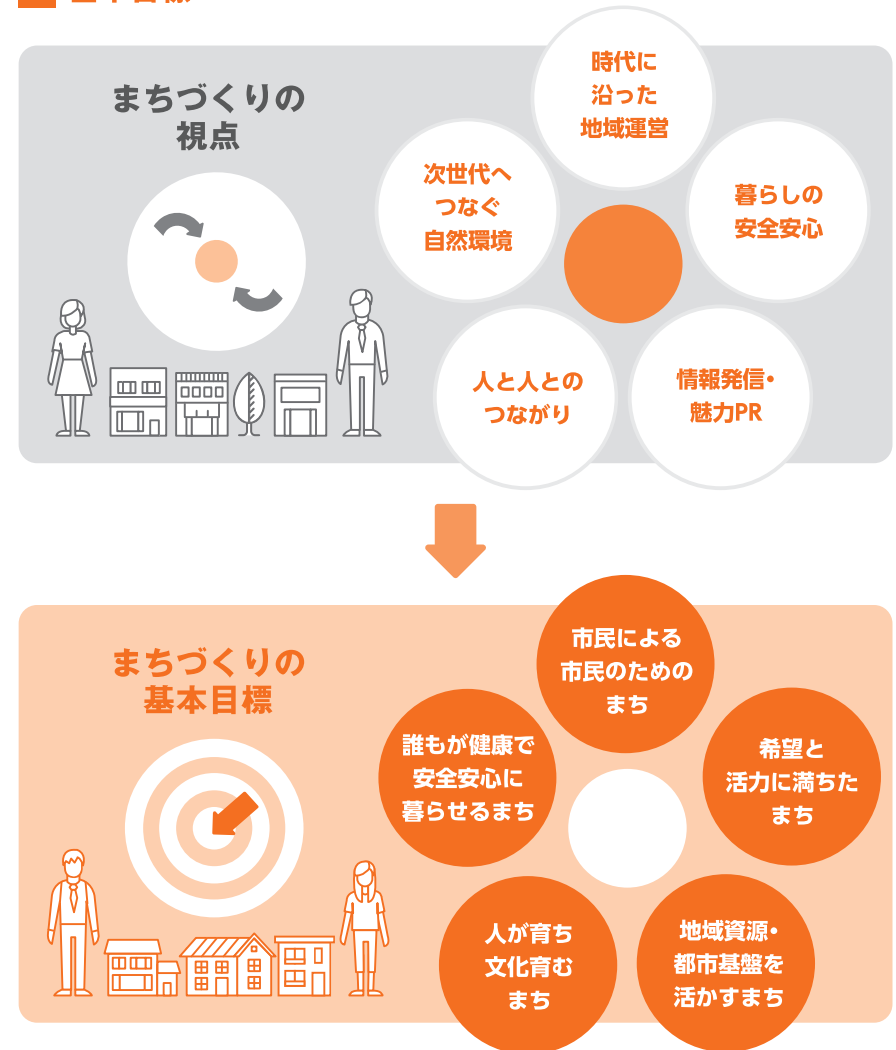 まちづくりの
視点
時代に
沿った
地域運営
次世代へ
つなぐ
自然環境
暮らしの
安全安心
人と人との
つながり
情報発信・
魅力PR
まちづくりの
基本目標
市民による
市民のための
まち
誰もが健康で
安全安心に
暮らせるまち
希望と
活力に満ちた
まち
人が育ち
文化育む
まち
地域資源・
都市基盤を
活かすまち